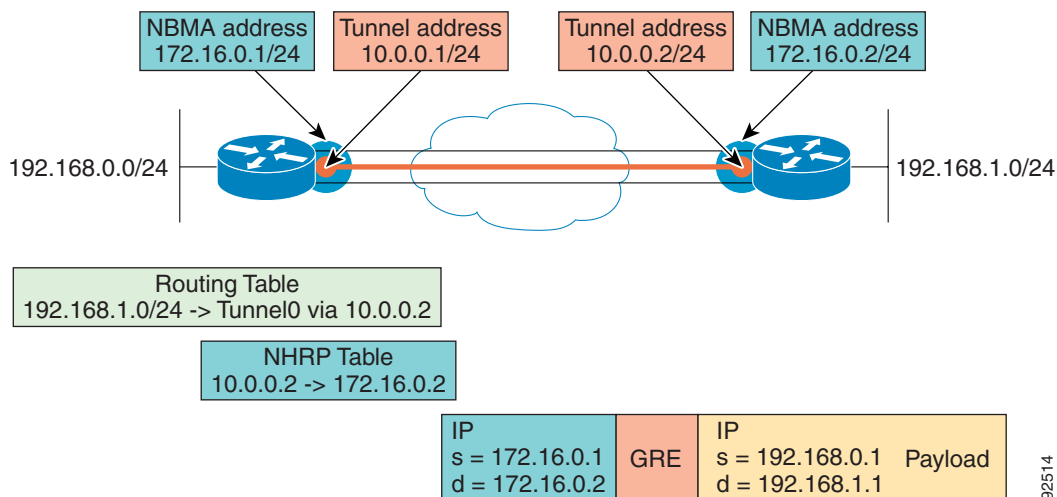 NBMA address
172.16.0.1/24
Tunnel address
10.0.0.1/24
Tunnel address
10.0.0.2/24
NBMA address
172.16.0.2/24
192.168.0.0/24
192.168.1.0/24
Routing Table
192.168.1.0/24 -> Tunnel0 via 10.0.0.2
NHRP Table
10.0.0.2 -> 172.16.0.2
IP
s = 172.16.0.1
d = 172.16.0.2
GRE
IP
s = 192.168.0.1 Payload
d = 192.168.1.1